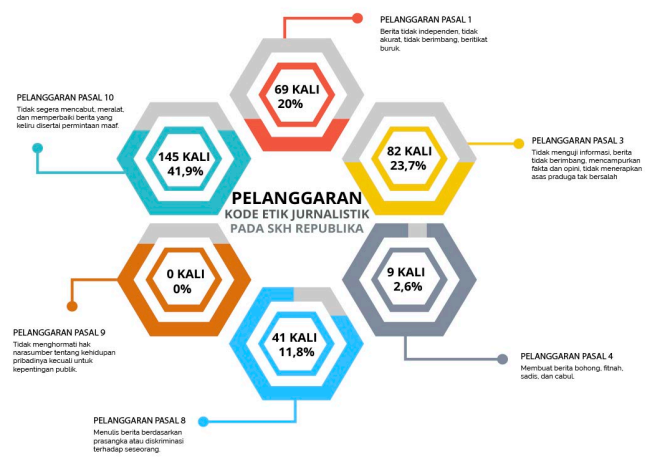 PELANGGARAN PASAL 1
Berita tidak independen, tidak
akurat, tidak berimbang, beritikat
buruk.
69 KALI
20%
PELANGGARAN PASAL 10
Tidak segera mencabut, meralat,
dan memperbaiki berita yang
keliru disertai permintaan maaf.
145 KALI
41,9%
82 KALI
23,7%
PELANGGARAN PASAL 3
Tidak menguji informasi, berita
tidak berimbang, mencampurkan
fakta dan opini, tidak menerapkan
asas praduga tak bersalah
PELANGGARAN
KODE ETIK JURNALISTIK
PADA SKH REPUBLIKA
0 KALI
0%
9 KALI
2,6%
PELANGGARAN PASAL 9
Tidak menghormati hak
narasumber tentang kehidupan
pribadinya kecuali untuk
kepentingan publik.
41 KALI
11,8%
PELANGGARAN PASAL 4
Membuat berita bohong, fitnah,
sadis, dan cabul.
PELANGGARAN PASAL 8
Menulis berita berdasarkan
prasangka atau diskriminasi
terhadap seseorang.